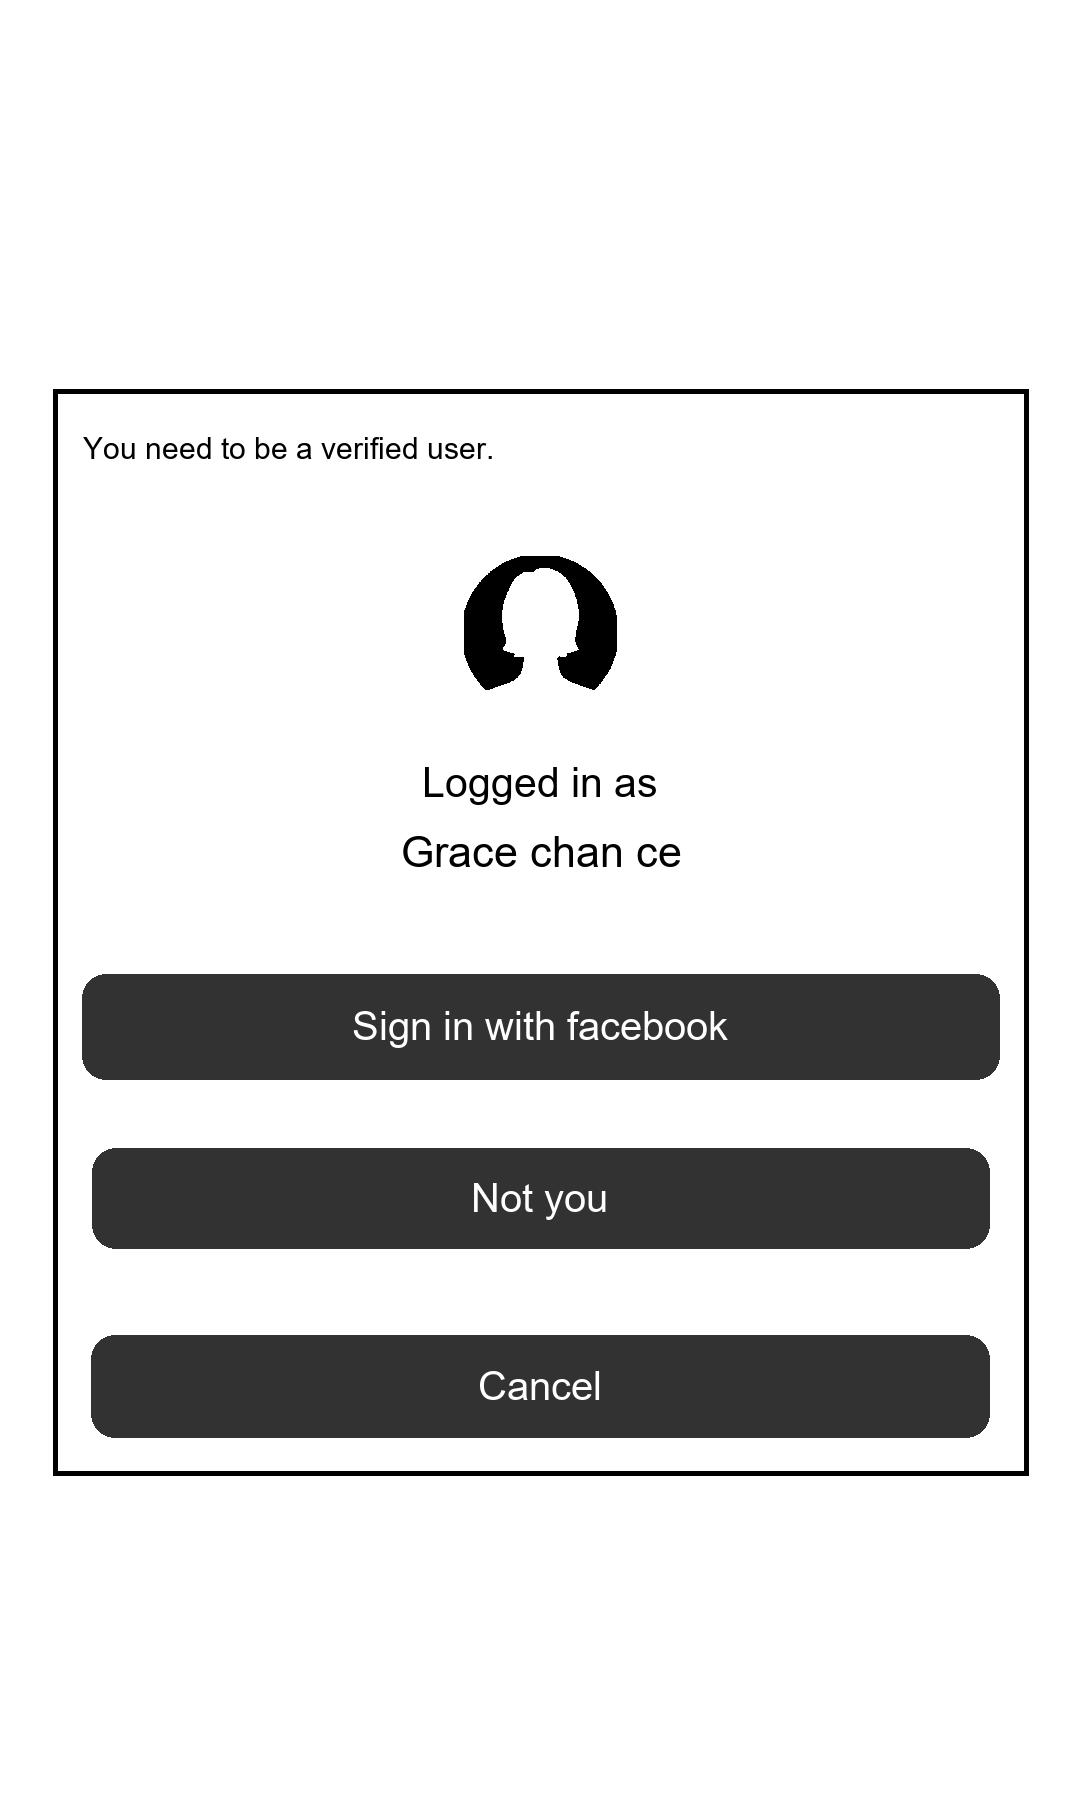 You need to be a verified user.
Logged in as
Grace chan ce
Sign in with facebook
Not you
Cancel